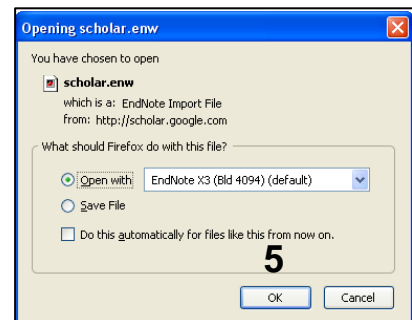 Opening scholar.enw
You have chosen to open
scholar.enw
which is a: EndNote Import File
from: http://scholar.google.com
What should Firefox do with this file?
Open with EndNote X3 (Bld 4094) (default)
Save File
Do this automatically for files like this from now on.
5
OK Cancel